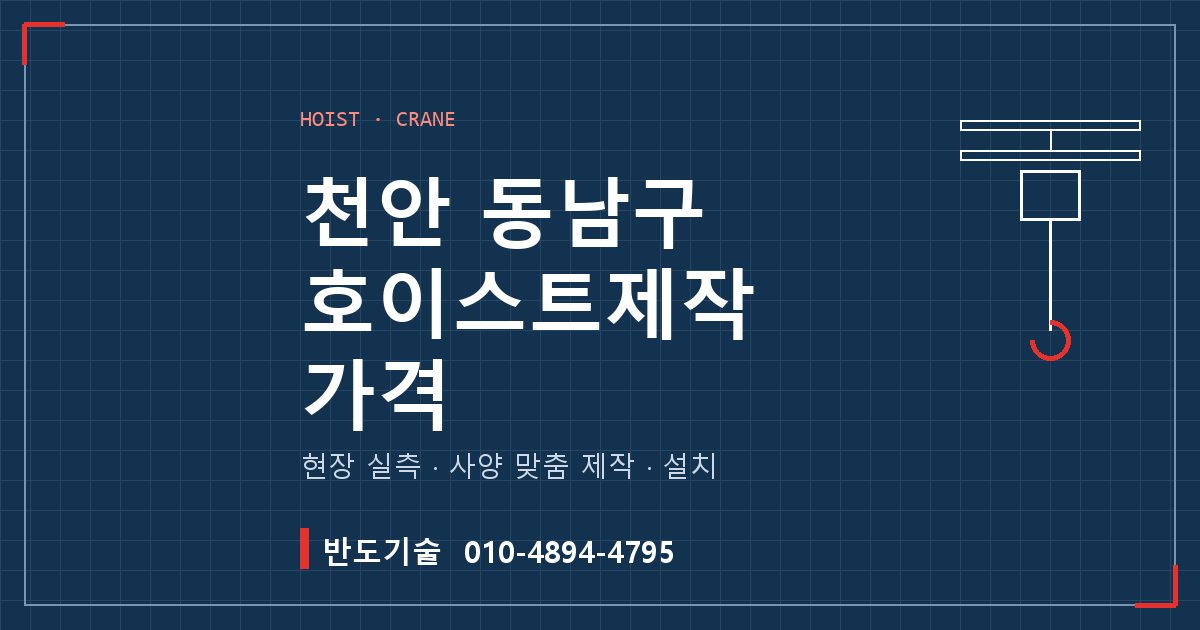 HOIST · CRANE
천안 동남구
호이스트제작
가격
현장 실측 · 사양 맞춤 제작 · 설치
반도기술 010-4894-4795